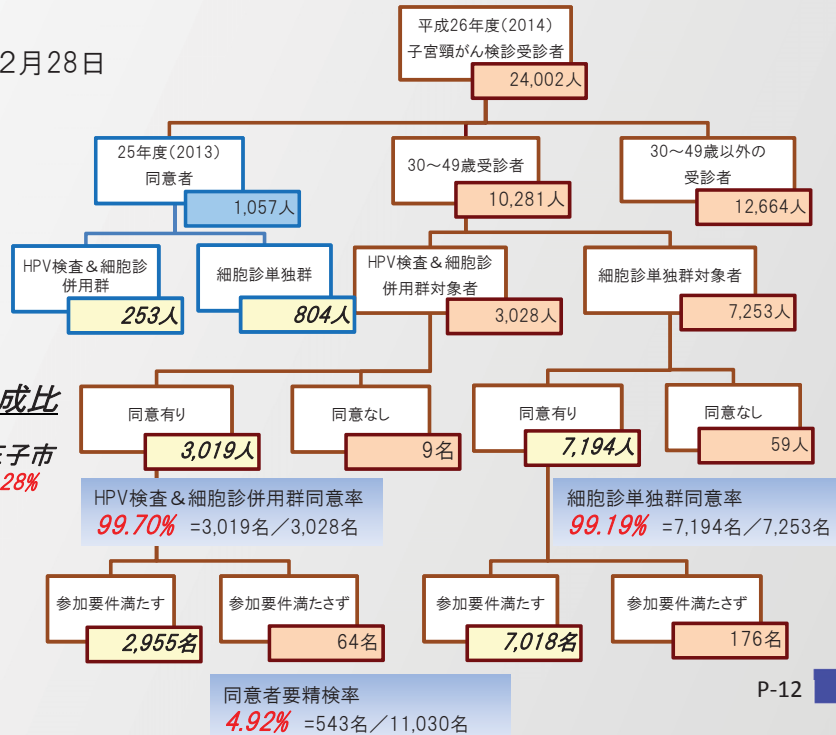 平成26年度(2014)
子宮頸がん検診受診者
24,002人
2月28日
25年度(2013)
同意者
1,057人
30～49歳受診者
10,281人
30～49歳以外の
受診者
12,664人
HPV検査＆細胞診
併用群
253人
細胞診単独群
804人
HPV検査＆細胞診
併用群対象者
3,028人
細胞診単独群対象者
7,253人
成比
王子市
28%
同意有り
3,019人
同意なし
9名
同意有り
7,194人
同意なし
59人
HPV検査＆細胞診併用群同意率
99.70% =3,019名／3,028名
細胞診単独群同意率
99.19% =7,194名／7,253名
参加要件満たす
2,955名
参加要件満たさず
64名
参加要件満たす
7,018名
参加要件満たさず
176名
同意者要精検率
4.92% =543名／11,030名
P-12